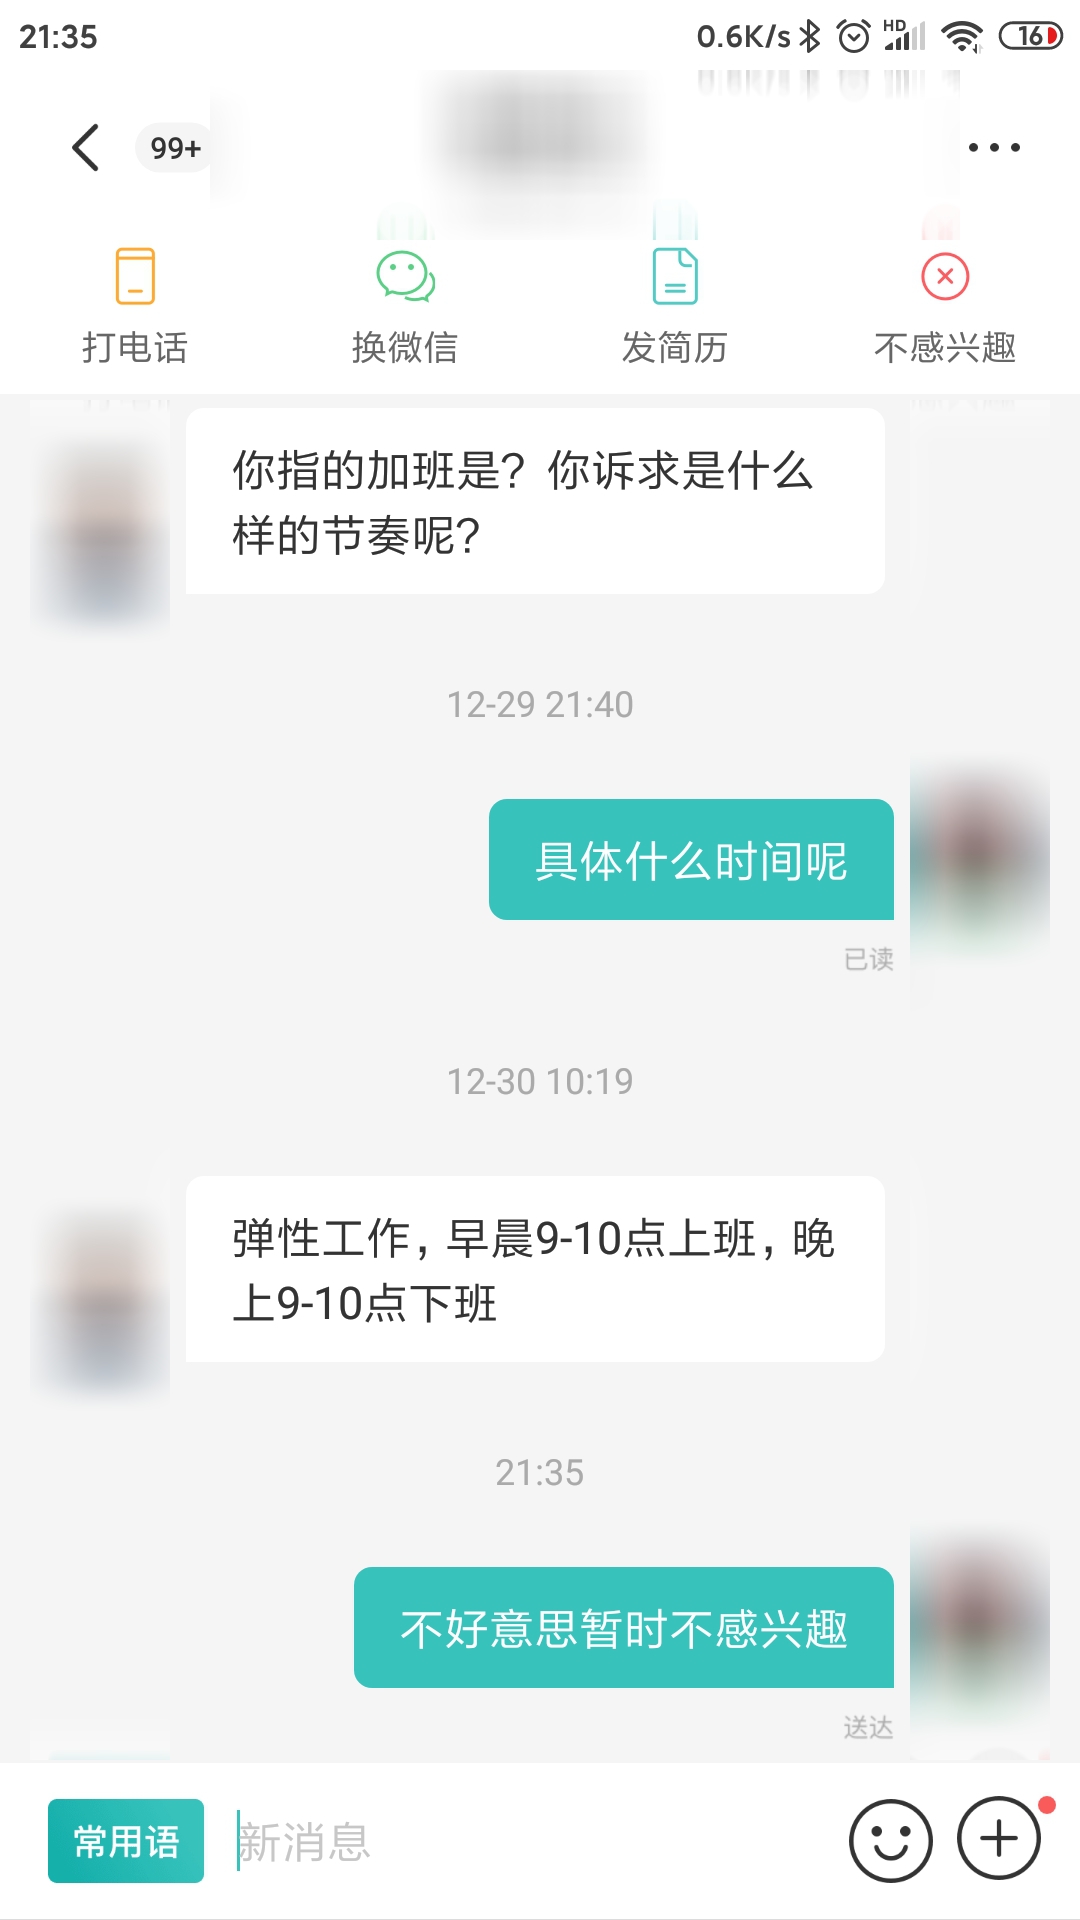 21:35
0.6K/s HD 16
99+
打电话 换微信 发简历 不感兴趣
你指的加班是？你诉求是什么
样的节奏呢？
12-29 21:40
具体什么时间呢
已读
12-30 10:19
弹性工作，早晨9-10点上班，晚
上9-10点下班
21:35
不好意思暂时不感兴趣
送达
常用语 新消息